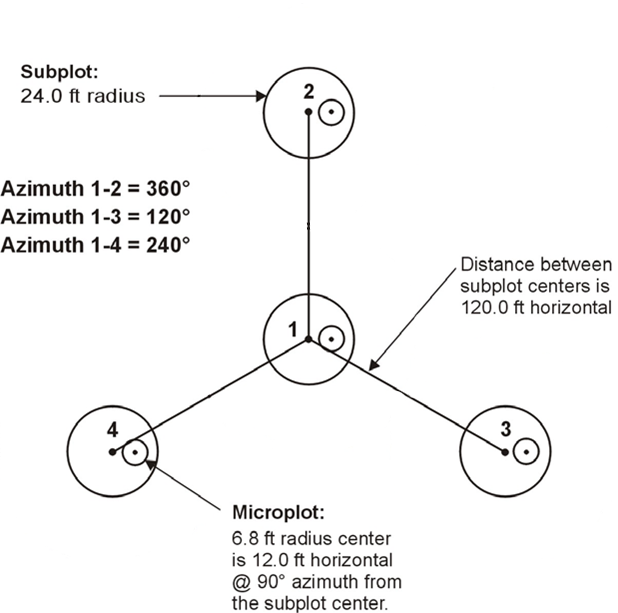 Subplot:
24.0 ft radius
2
Azimuth 1-2 = 360°
Azimuth 1-3 = 120°
Azimuth 1-4 = 240°
Distance between
subplot centers is
120.0 ft horizontal
1
4
3
Microplot:
6.8 ft radius center
is 12.0 ft horizontal
@ 90° azimuth from
the subplot center.